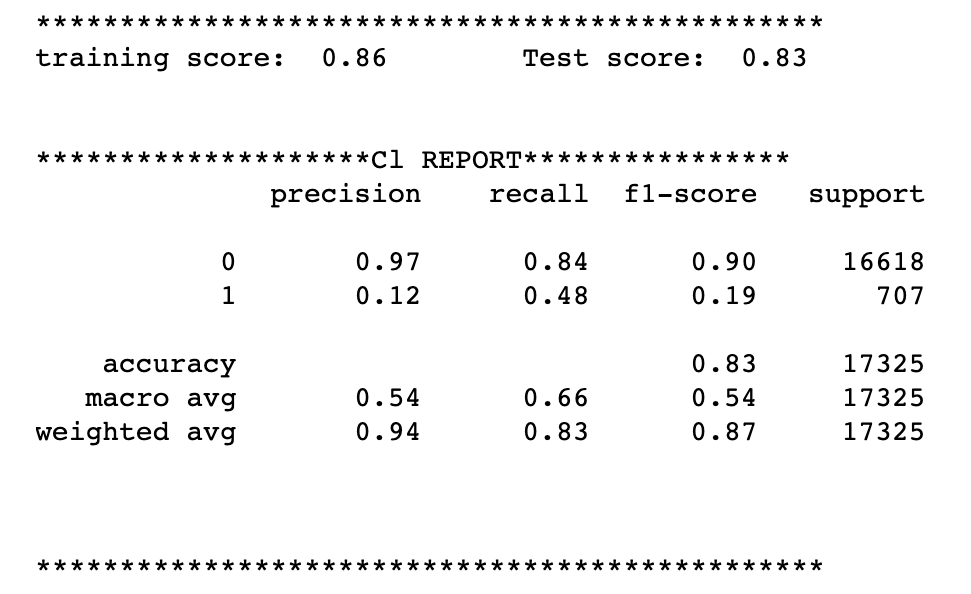 ***********************************************
training score:  0.86        Test score:  0.83
********************Cl REPORT****************
              precision    recall  f1-score   support
           0       0.97      0.84      0.90     16618
           1       0.12      0.48      0.19       707
    accuracy                           0.83     17325
   macro avg       0.54      0.66      0.54     17325
weighted avg       0.94      0.83      0.87     17325
***********************************************